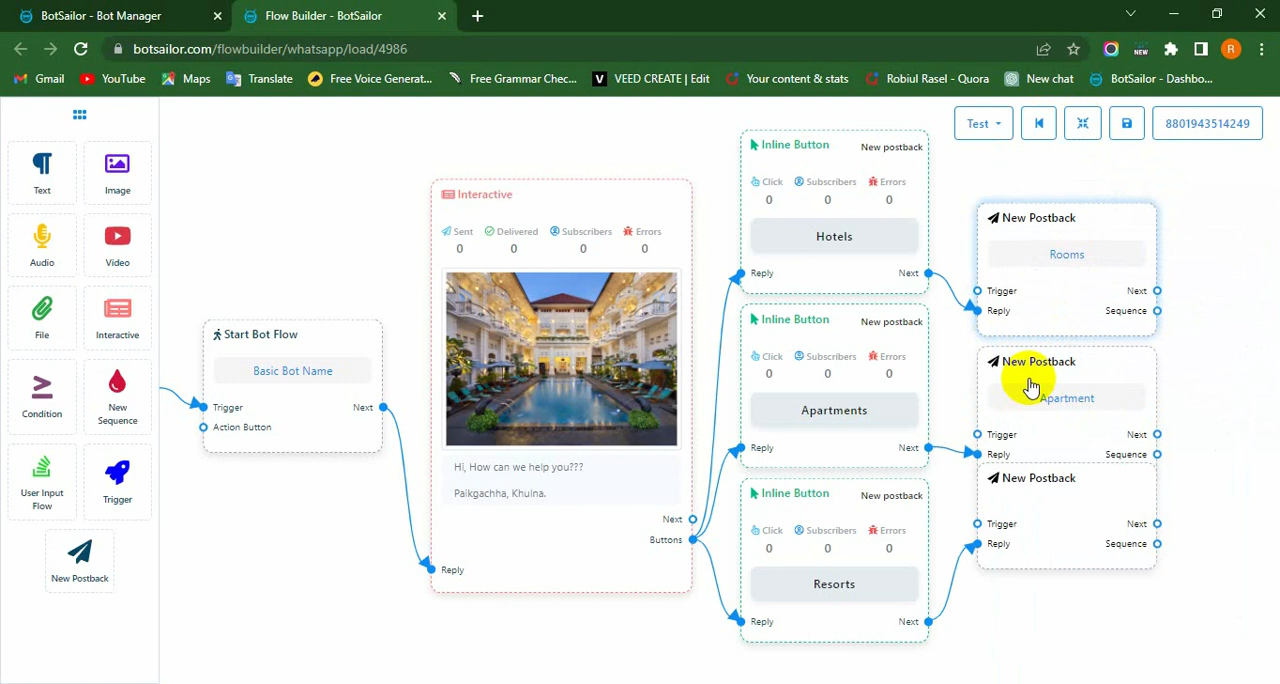 BotSailor - Bot Manager
Flow Builder - BotSailor
botsailor.com/flowbuilder/whatsapp/load/4986
NEW
R
Gmail
YouTube
Maps
Translate
Free Voice Generat...
Free Grammar Chec...
V VEED CREATE | Edit
Your content & stats
Robiul Rasel - Quora
New chat
BotSailor - Dashbo...
Test
8801943514249
Text
Image
Audio
Video
File
Interactive
Condition
New
Sequence
User Input
Flow
Trigger
New Postback
Start Bot Flow
Basic Bot Name
Trigger
Next
Action Button
Interactive
Sent
Delivered
Subscribers
Errors
0
0
0
0
Hi, How can we help you???
Paikgachha, Khulna.
Next
Buttons
Reply
Inline Button
New postback
Click
Subscribers
Errors
0
0
0
Hotels
Reply
Next
Inline Button
New postback
Click
Subscribers
Errors
0
0
0
Apartments
Reply
Next
Inline Button
New postback
Click
Subscribers
Errors
0
0
0
Resorts
Reply
Next
New Postback
Rooms
Trigger
Next
Reply
Sequence
New Postback
Apartment
Trigger
Next
Reply
Sequence
New Postback
Trigger
Next
Reply
Sequence